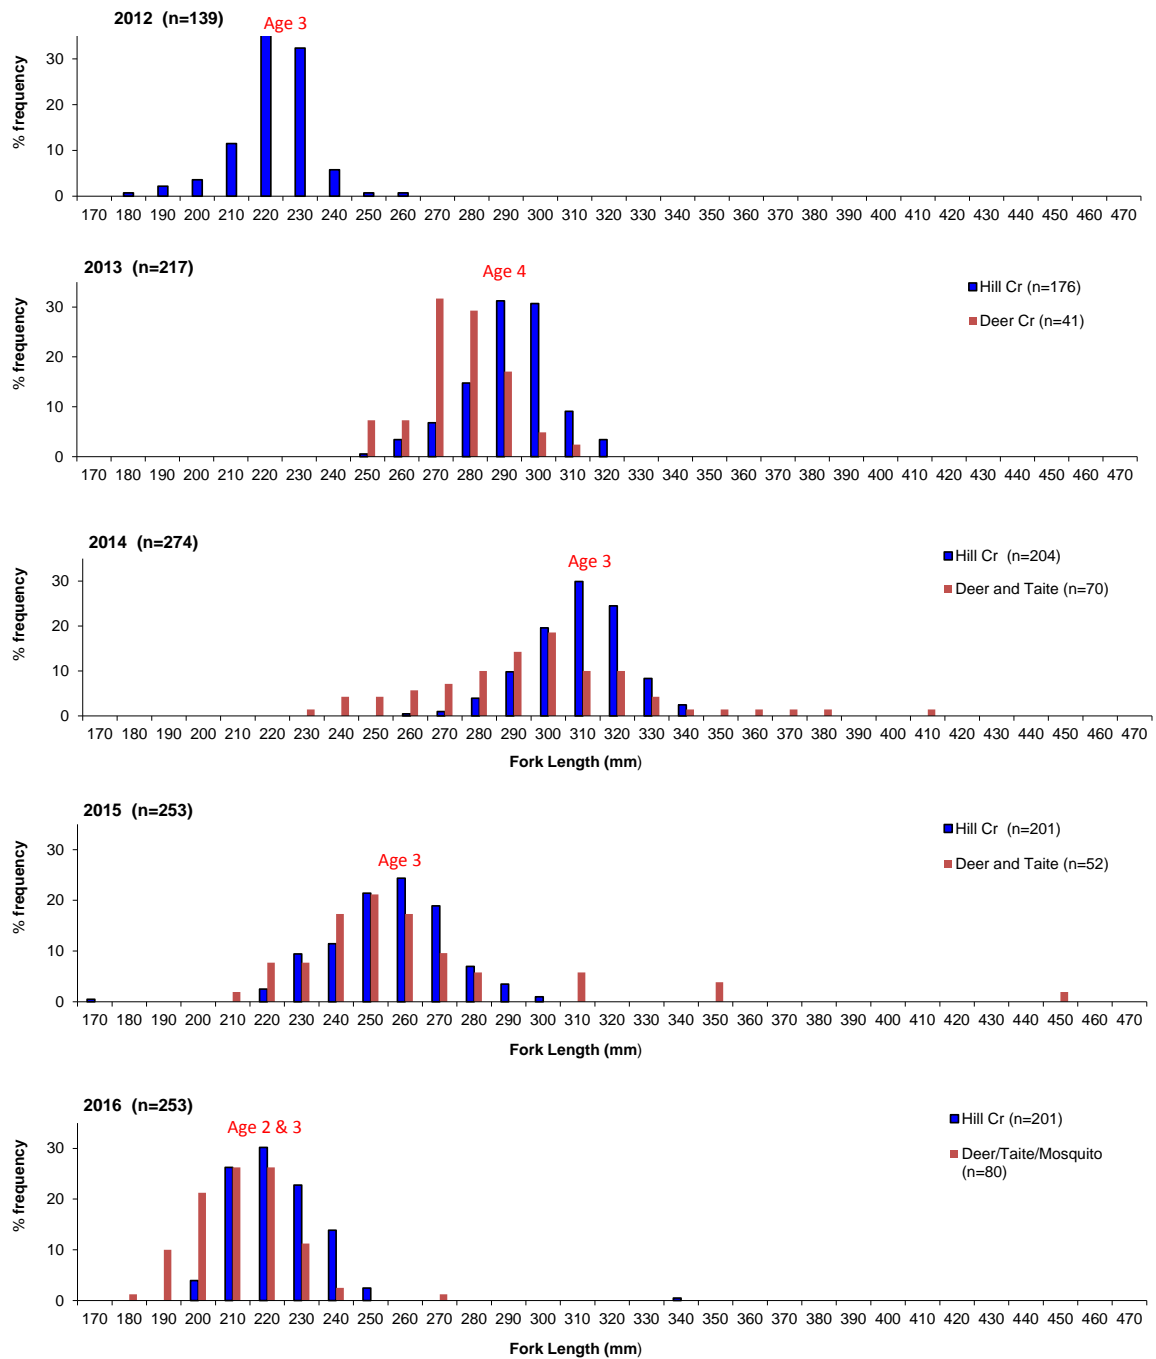 2012 (n=139)
Age 3
% frequency
30
20
10
0
170 180 190 200 210 220 230 240 250 260 270 280 290 300 310 320 330 340 350 360 370 380 390 400 410 420 430 440 450 460 470
2013 (n=217)
Age 4
Hill Cr (n=176)
Deer Cr (n=41)
% frequency
30
20
10
0
170 180 190 200 210 220 230 240 250 260 270 280 290 300 310 320 330 340 350 360 370 380 390 400 410 420 430 440 450 460 470
2014 (n=274)
Age 3
Hill Cr (n=204)
Deer and Taite (n=70)
% frequency
30
20
10
0
170 180 190 200 210 220 230 240 250 260 270 280 290 300 310 320 330 340 350 360 370 380 390 400 410 420 430 440 450 460 470
Fork Length (mm)
2015 (n=253)
Age 3
Hill Cr (n=201)
Deer and Taite (n=52)
% frequency
30
20
10
0
170 180 190 200 210 220 230 240 250 260 270 280 290 300 310 320 330 340 350 360 370 380 390 400 410 420 430 440 450 460 470
Fork Length (mm)
2016 (n=253)
Age 2 & 3
Hill Cr (n=201)
Deer/Taite/Mosquito
(n=80)
% frequency
30
20
10
0
170 180 190 200 210 220 230 240 250 260 270 280 290 300 310 320 330 340 350 360 370 380 390 400 410 420 430 440 450 460 470
Fork Length (mm)